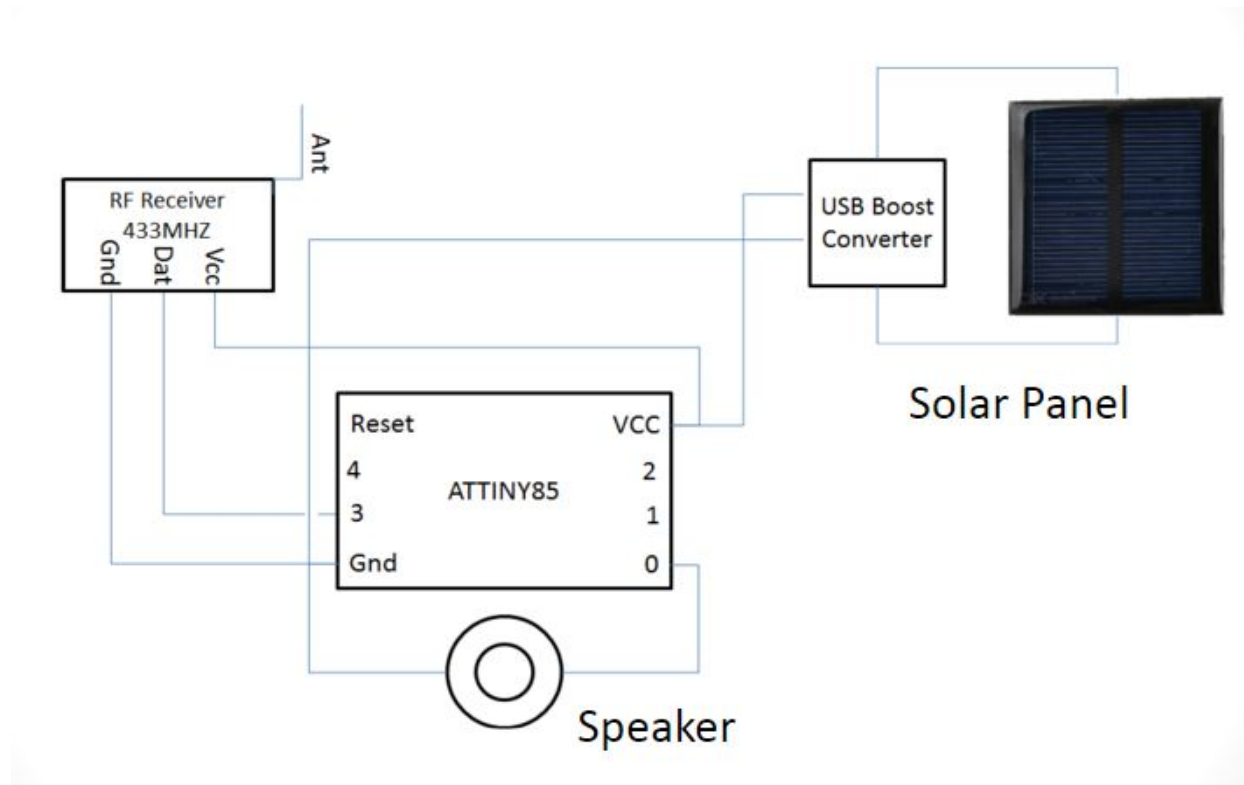 Ant
RF Receiver
433MHZ
Gnd
Dat
Vcc
USB Boost
Converter
Solar Panel
Reset
VCC
4
2
ATTINY85
3
1
Gnd
0
Speaker